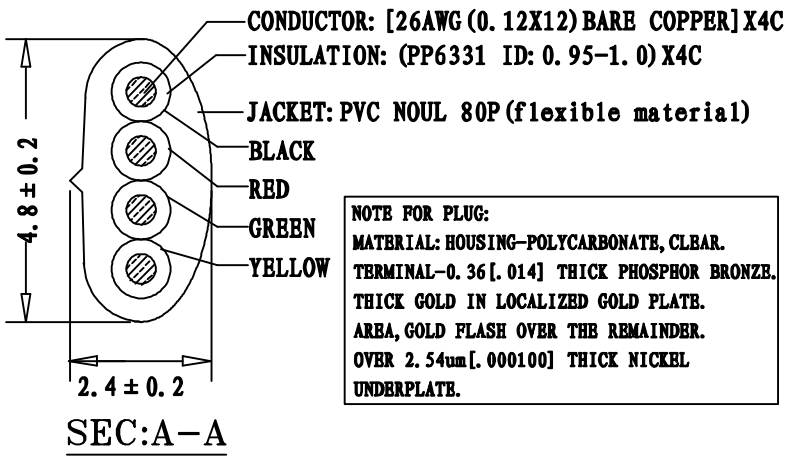 CONDUCTOR: [26AWG(0.12X12)BARE COPPER]X4C
INSULATION: (PP6331 ID:0.95-1.0)X4C
JACKET: PVC NOUL 80P(flexible material)
BLACK
RED
GREEN
YELLOW
4.8±0.2
2.4±0.2
SEC:A-A
NOTE FOR PLUG:
MATERIAL: HOUSING-POLYCARBONATE, CLEAR.
TERMINAL-0.36[.014] THICK PHOSPHOR BRONZE.
THICK GOLD IN LOCALIZED GOLD PLATE.
AREA, GOLD FLASH OVER THE REMAINDER.
OVER 2.54um[.000100] THICK NICKEL
UNDERPLATE.